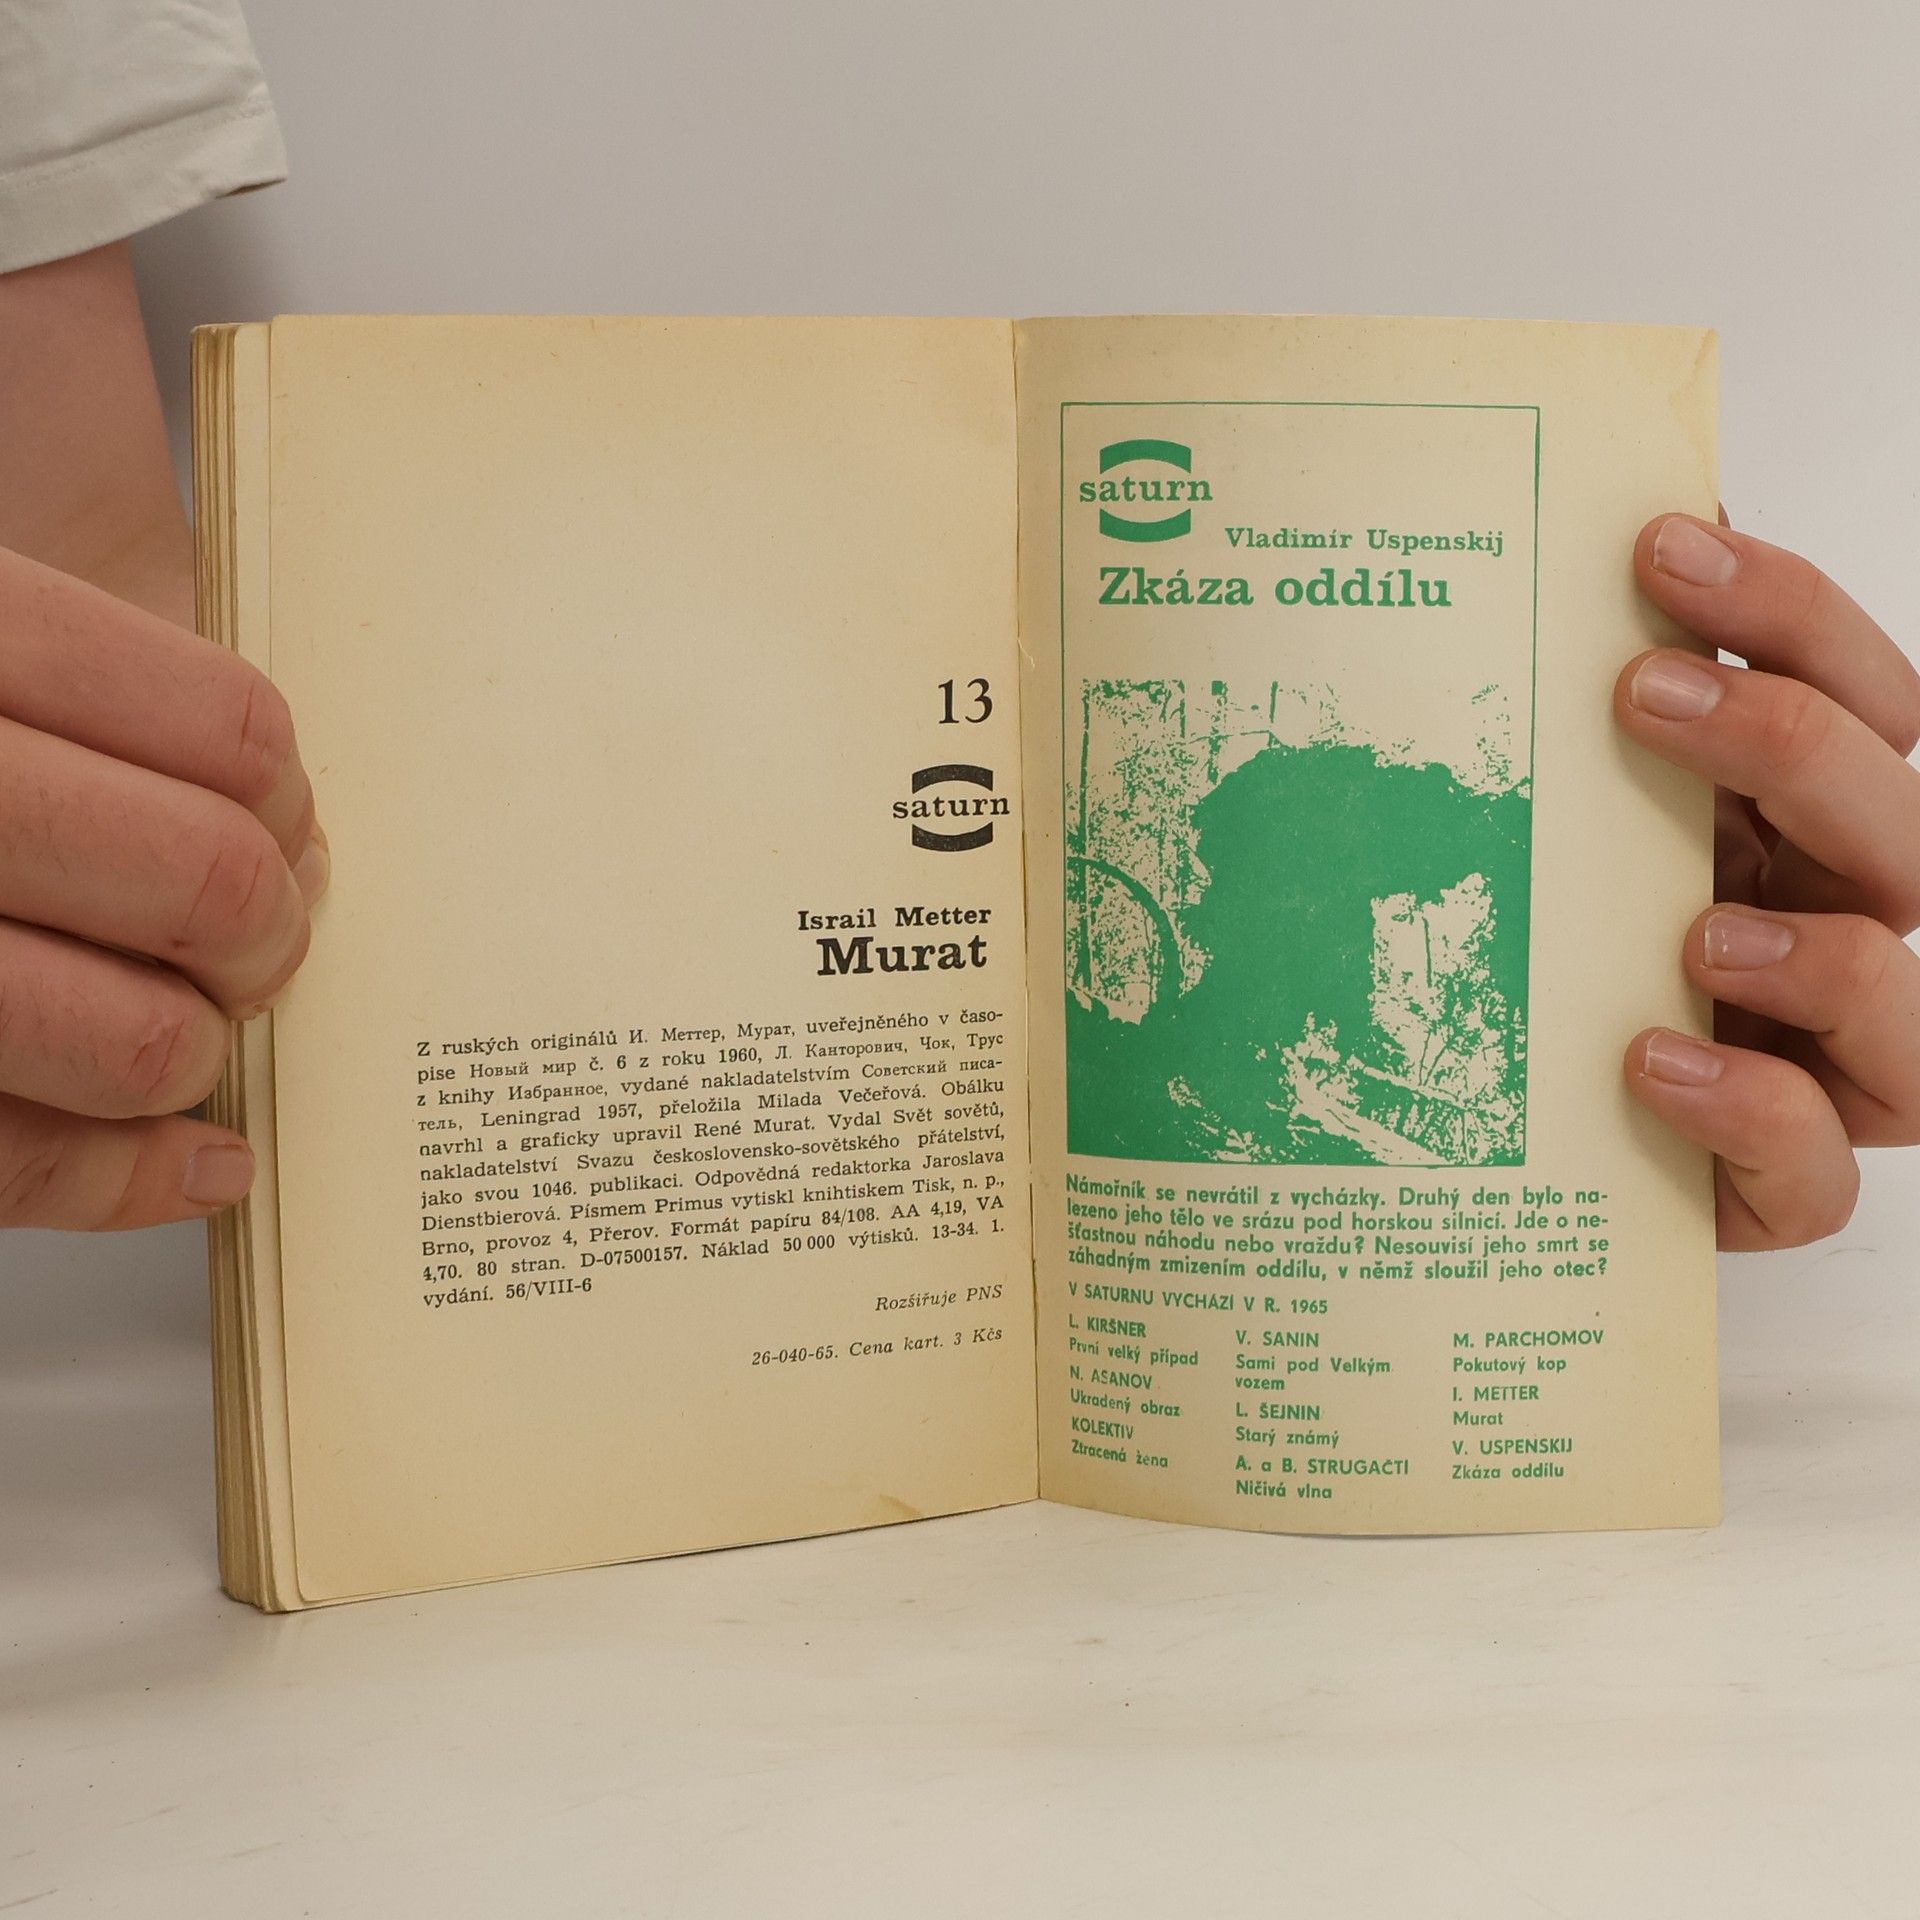 13
saturn
Israil Metter
Murat
Z ruských originálů И. Меттер, Мурат, uveřejněného v časo-
pise Новый мир č. 6 z roku 1960, Л. Канторович, Чок, Трус
z knihy Избранное, vydané nakladatelstvím Советский писа-
тель, Leningrad 1957, přeložila Milada Večeřová. Obálku
navrhl a graficky upravil René Murat. Vydal Svět sovětů,
nakladatelství Svazu československo-sovětského přátelství,
jako svou 1046. publikaci. Odpovědná redaktorka Jaroslava
Dienstbierová. Písmem Primus vytiskl knihtiskem Tisk, n. p.,
Brno, provoz 4, Přerov. Formát papíru 84/108. AA 4,19, VA
4,70. 80 stran. D-07500157. Náklad 50 000 výtisků. 13-34. 1.
vydání. 56/VIII-6
Rozšiřuje PNS
26-040-65. Cena kart. 3 Kčs
saturn
Vladimír Uspenskij
Zkáza oddílu
Námořník se nevrátil z vycházky. Druhý den bylo na-
lezeno jeho tělo ve srázu pod horskou silnicí. Jde o ne-
šťastnou náhodu nebo vraždu? Nesouvisí jeho smrt se
záhadným zmizením oddílu, v němž sloužil jeho otec?
V SATURNU VYCHÁZÍ V R. 1965
L. KIRŠNER
První velký případ
N. ASANOV
Ukradený obraz
KOLEKTIV
Ztracená žena
V. SANIN
Sami pod Velkým
vozem
L. ŠEJNIN
Starý známý
A. a B. STRUGAČTÍ
Ničivá vlna
M. PARCHOMOV
Pokutový kop
I. METTER
Murat
V. USPENSKIJ
Zkáza oddílu